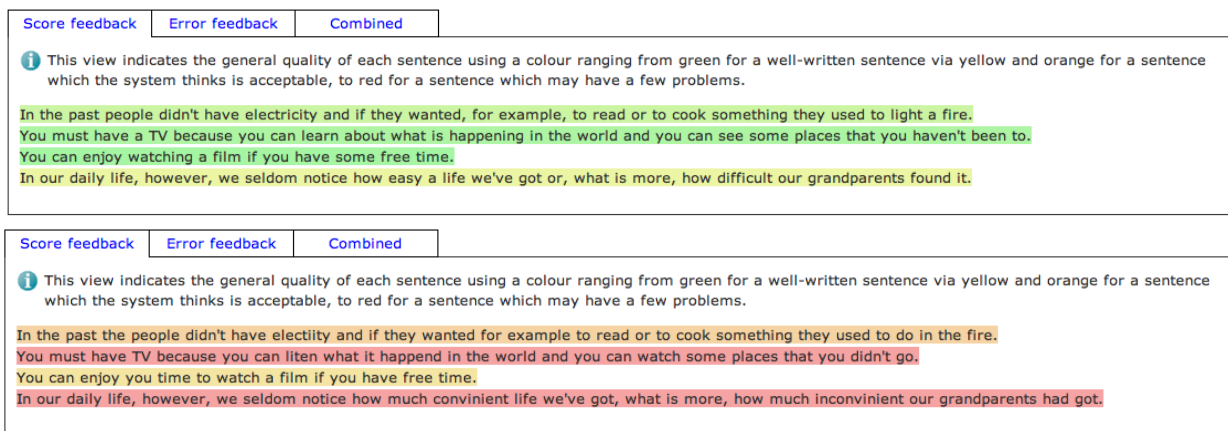 Score feedback Error feedback Combined
This view indicates the general quality of each sentence using a colour ranging from green for a well-written sentence via yellow and orange for a sentence
which the system thinks is acceptable, to red for a sentence which may have a few problems.
In the past people didn't have electricity and if they wanted, for example, to read or to cook something they used to light a fire.
You must have a TV because you can learn about what is happening in the world and you can see some places that you haven't been to.
You can enjoy watching a film if you have some free time.
In our daily life, however, we seldom notice how easy a life we've got or, what is more, how difficult our grandparents found it.
Score feedback Error feedback Combined
This view indicates the general quality of each sentence using a colour ranging from green for a well-written sentence via yellow and orange for a sentence
which the system thinks is acceptable, to red for a sentence which may have a few problems.
In the past the people didn't have electiity and if they wanted for example to read or to cook something they used to do in the fire.
You must have TV because you can liten what it happend in the world and you can watch some places that you didn't go.
You can enjoy you time to watch a film if you have free time.
In our daily life, however, we seldom notice how much convinient life we've got, what is more, how much inconvinient our grandparents had got.